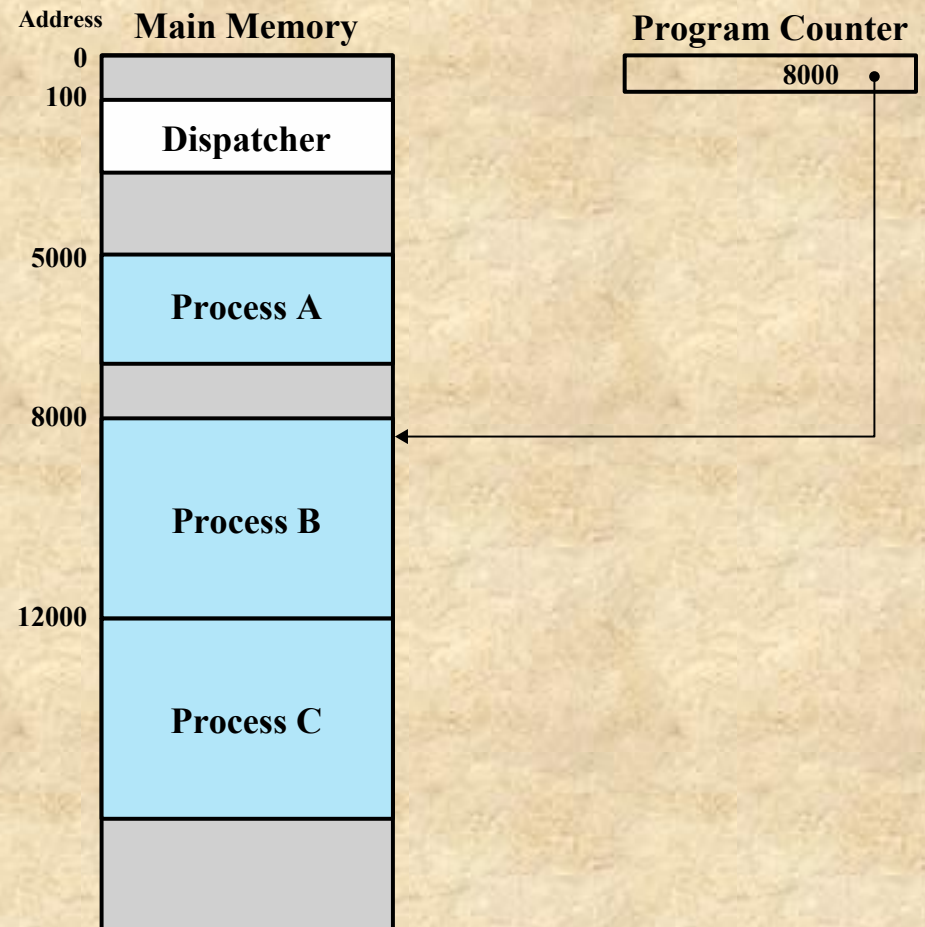 Address
Main Memory
Program Counter
0
8000
100
Dispatcher
5000
Process A
8000
Process B
12000
Process C